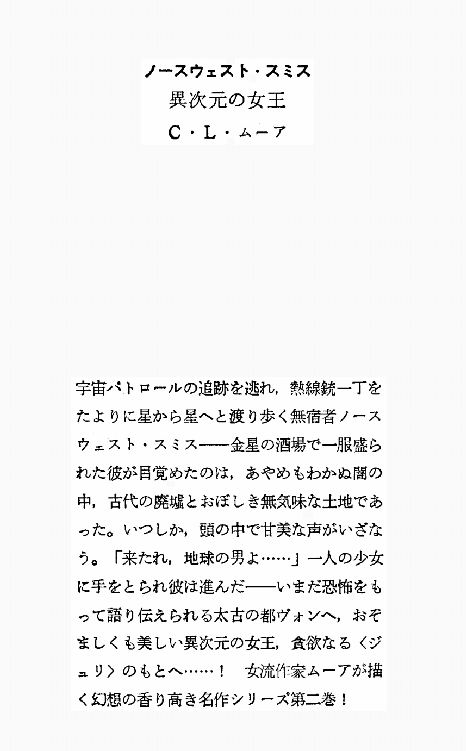 ノースウェスト・スミス
異次元の女王
C・L・ムーア
宇宙パトロールの追跡を逃れ，熱線銃一丁を
たよりに星から星へと渡り歩く無宿者ノース
ウェスト・スミス——金星の酒場で一服盛ら
れた彼が目覚めたのは，あやめもわかぬ闇の
中，古代の廃墟とおぼしき無気味な土地であ
った。いつしか，頭の中で甘美な声がいざな
う。「来たれ，地球の男よ……」一人の少女
に手をとられ彼は進んだ——いまだ恐怖をも
って語り伝えられる太古の都ヴォンへ，おぞ
ましくも美しい異次元の女王，貪欲なる〈ジ
ュリ〉のもとへ……！　女流作家ムーアが描
く幻想の香り高き名作シリーズ第二巻！